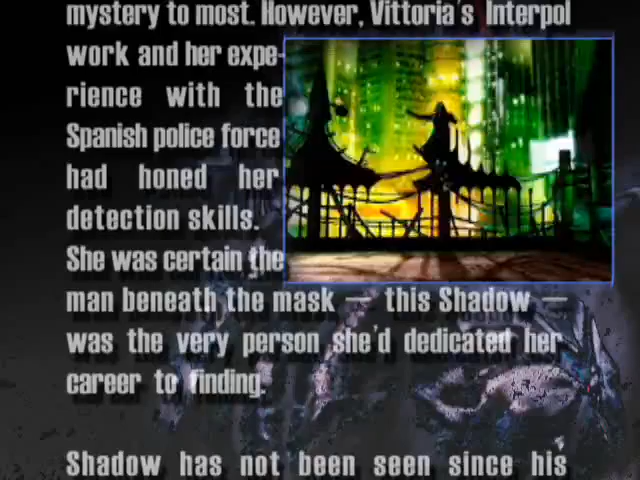 mystery to most. However, Vittoria's Interpol
work and her expe-
rience with the
Spanish police force
had honed her
detection skills.
She was certain the
man beneath the mask — this Shadow —
was the very person she'd dedicated her
career to finding.
Shadow has not been seen since his